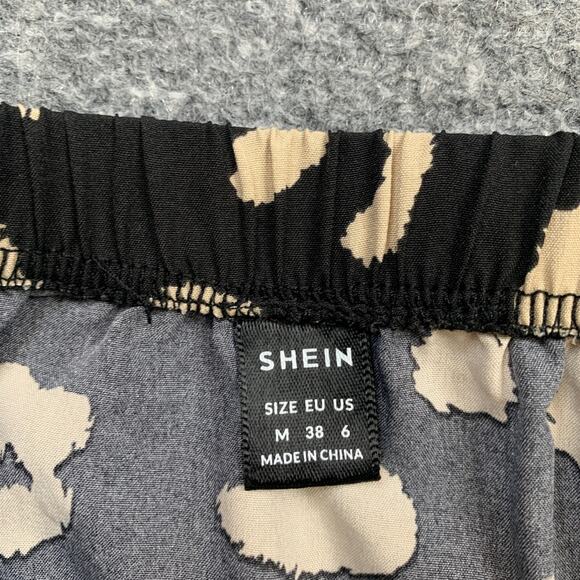 SHEIN
SIZE EU US
M 38 6
MADE IN CHINA